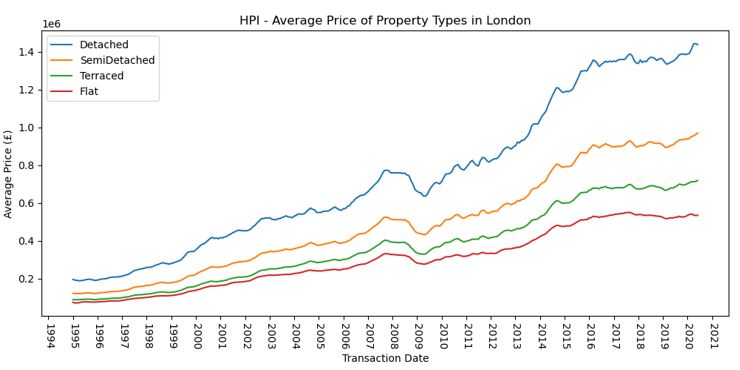 HPI - Average Price of Property Types in London
1e6
Detached
SemiDetached
Terraced
Flat
1.4
1.2
1.0
0.8
0.6
0.4
0.2
Average Price (£)
1994 1995 1996 1997 1998 1999 2000 2001 2002 2003 2004 2005 2006 2007 2008 2009 2010 2011 2012 2013 2014 2015 2016 2017 2018 2019 2020 2021
Transaction Date